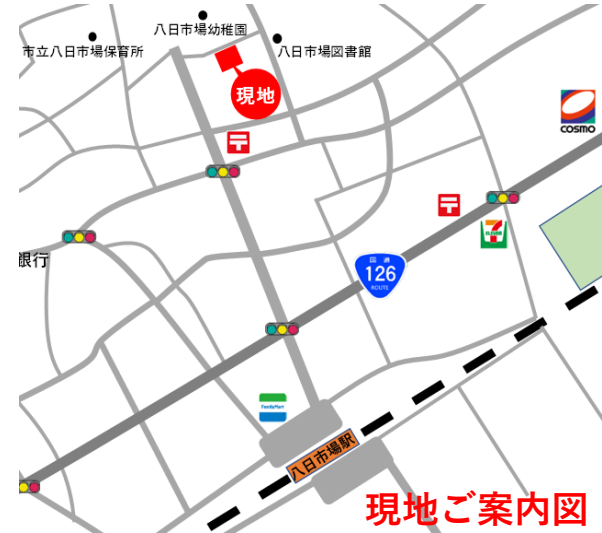 八日市場幼稚園
市立八日市場保育所
八日市場図書館
現地
COSMO
銀行
国道
126
ROUTE
FamilyMart
八日市場駅
現地ご案内図